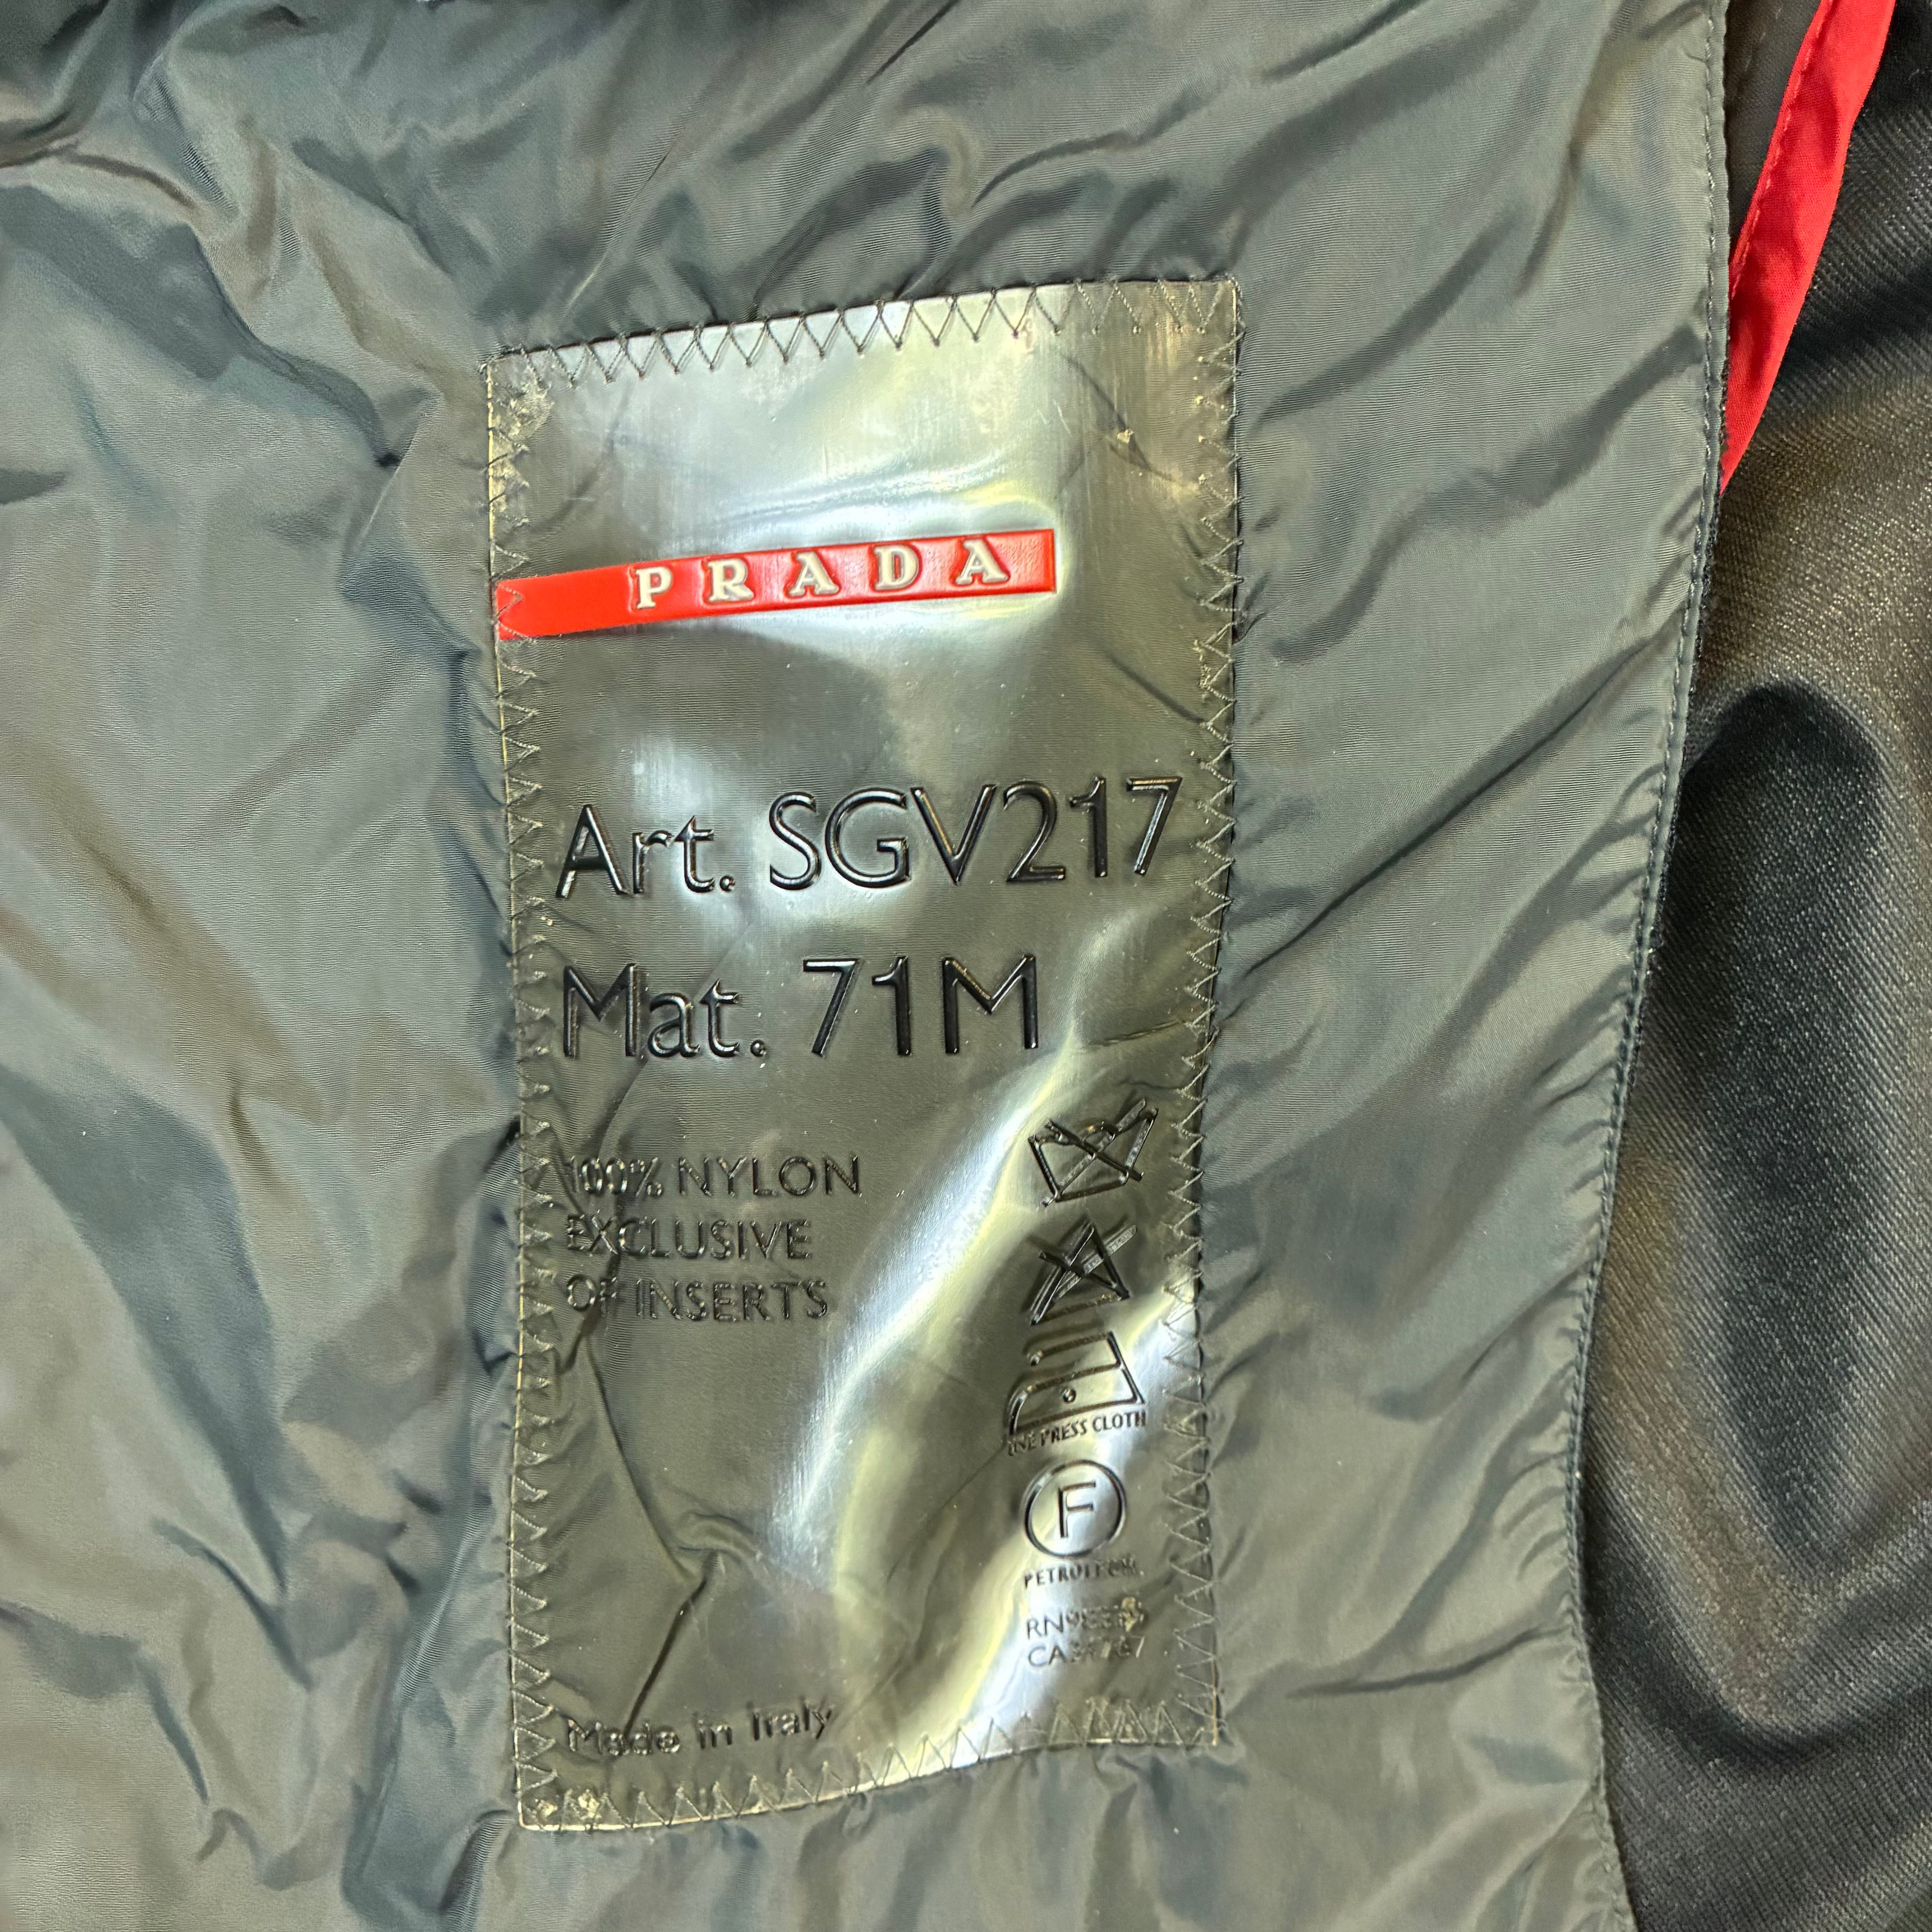 PRADA
Art. SGV217
Mat. 71M
100% NYLON
EXCLUSIVE
OF INSERTS
USE PRESS CLOTH
F
PETROLEUM
Made in Italy